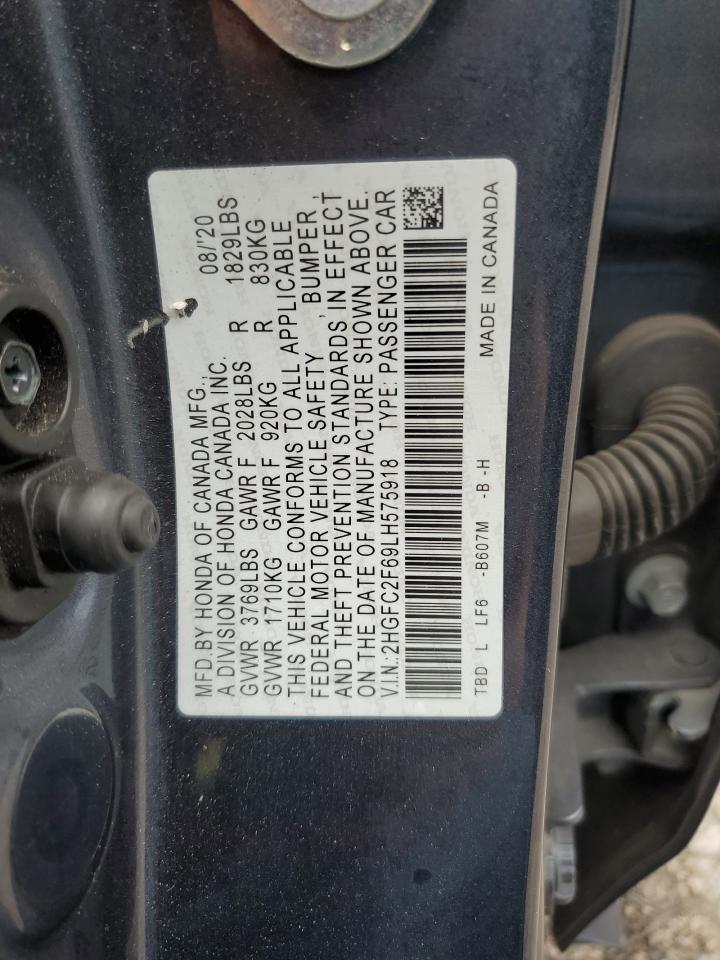 MFD.BY HONDA OF CANADA MFG., 08/'20
A DIVISION OF HONDA CANADA INC.
GVWR 3769LBS GAWR F 2028LBS R 1829LBS
GVWR 1710KG GAWR F 920KG R 830KG
THIS VEHICLE CONFORMS TO ALL APPLICABLE
FEDERAL MOTOR VEHICLE SAFETY, BUMPER,
AND THEFT PREVENTION STANDARDS IN EFFECT
ON THE DATE OF MANUFACTURE SHOWN ABOVE.
V.I.N.: 2HGFC2F69LH575918 TYPE: PASSENGER CAR
TBD L LF6 -B607M -B -H MADE IN CANADA